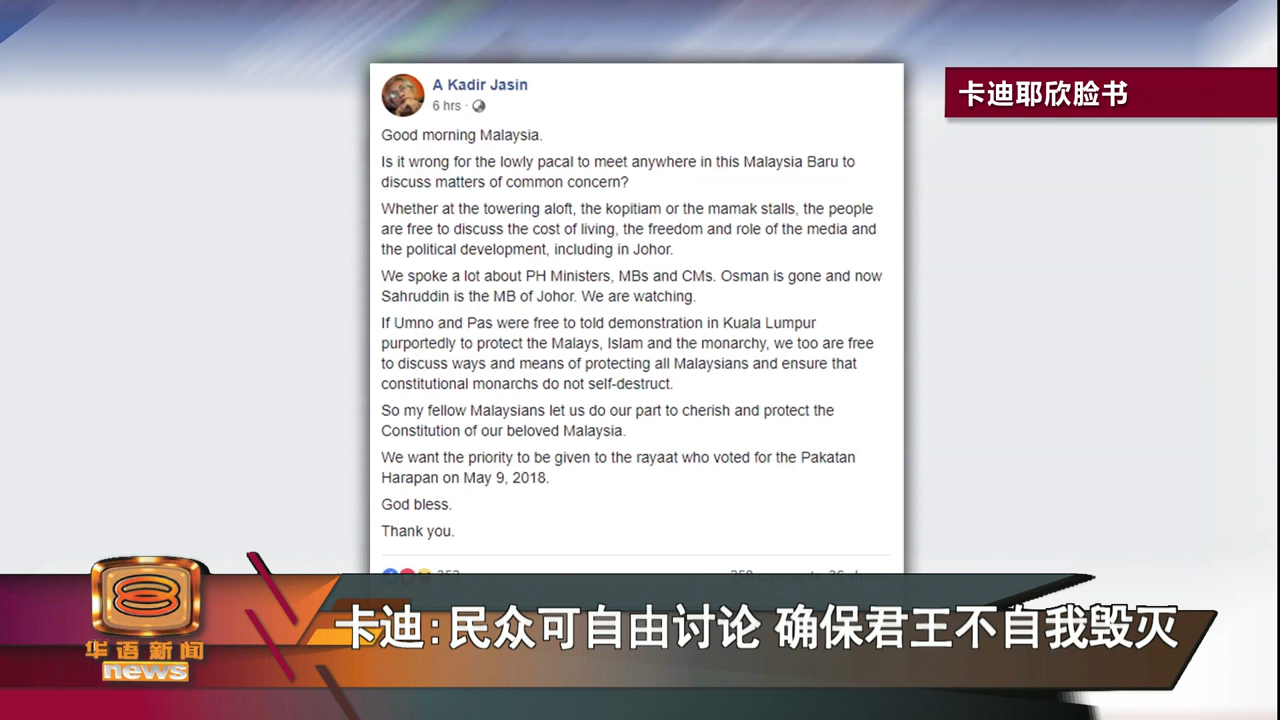 卡迪耶欣脸书
A Kadir Jasin
6 hrs ·
Good morning Malaysia.
Is it wrong for the lowly pacal to meet anywhere in this Malaysia Baru to
discuss matters of common concern?
Whether at the towering aloft, the kopitiam or the mamak stalls, the people
are free to discuss the cost of living, the freedom and role of the media and
the political development, including in Johor.
We spoke a lot about PH Ministers, MBs and CMs. Osman is gone and now
Sahruddin is the MB of Johor. We are watching.
If Umno and Pas were free to told demonstration in Kuala Lumpur
purportedly to protect the Malays, Islam and the monarchy, we too are free
to discuss ways and means of protecting all Malaysians and ensure that
constitutional monarchs do not self-destruct.
So my fellow Malaysians let us do our part to cherish and protect the
Constitution of our beloved Malaysia.
We want the priority to be given to the rayaat who voted for the Pakatan
Harapan on May 9, 2018.
God bless.
Thank you.
卡迪:民众可自由讨论 确保君王不自我毁灭
8
华语新闻
news